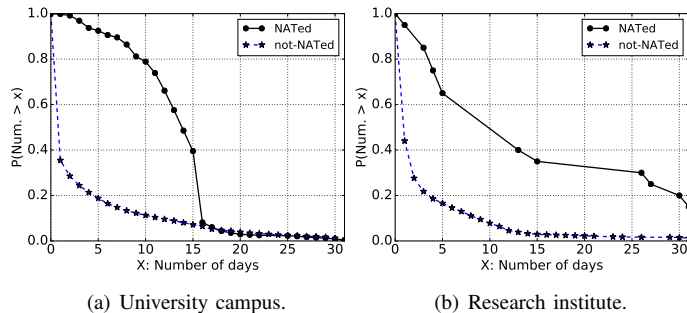 1.0
0.8
0.6
0.4
0.2
0.0
P(Num. > x)
0 5 10 15 20 25 30
X: Number of days
NATed
not-NATed
(a) University campus.
1.0
0.8
0.6
0.4
0.2
0.0
P(Num. > x)
0 5 10 15 20 25 30
X: Number of days
NATed
not-NATed
(b) Research institute.